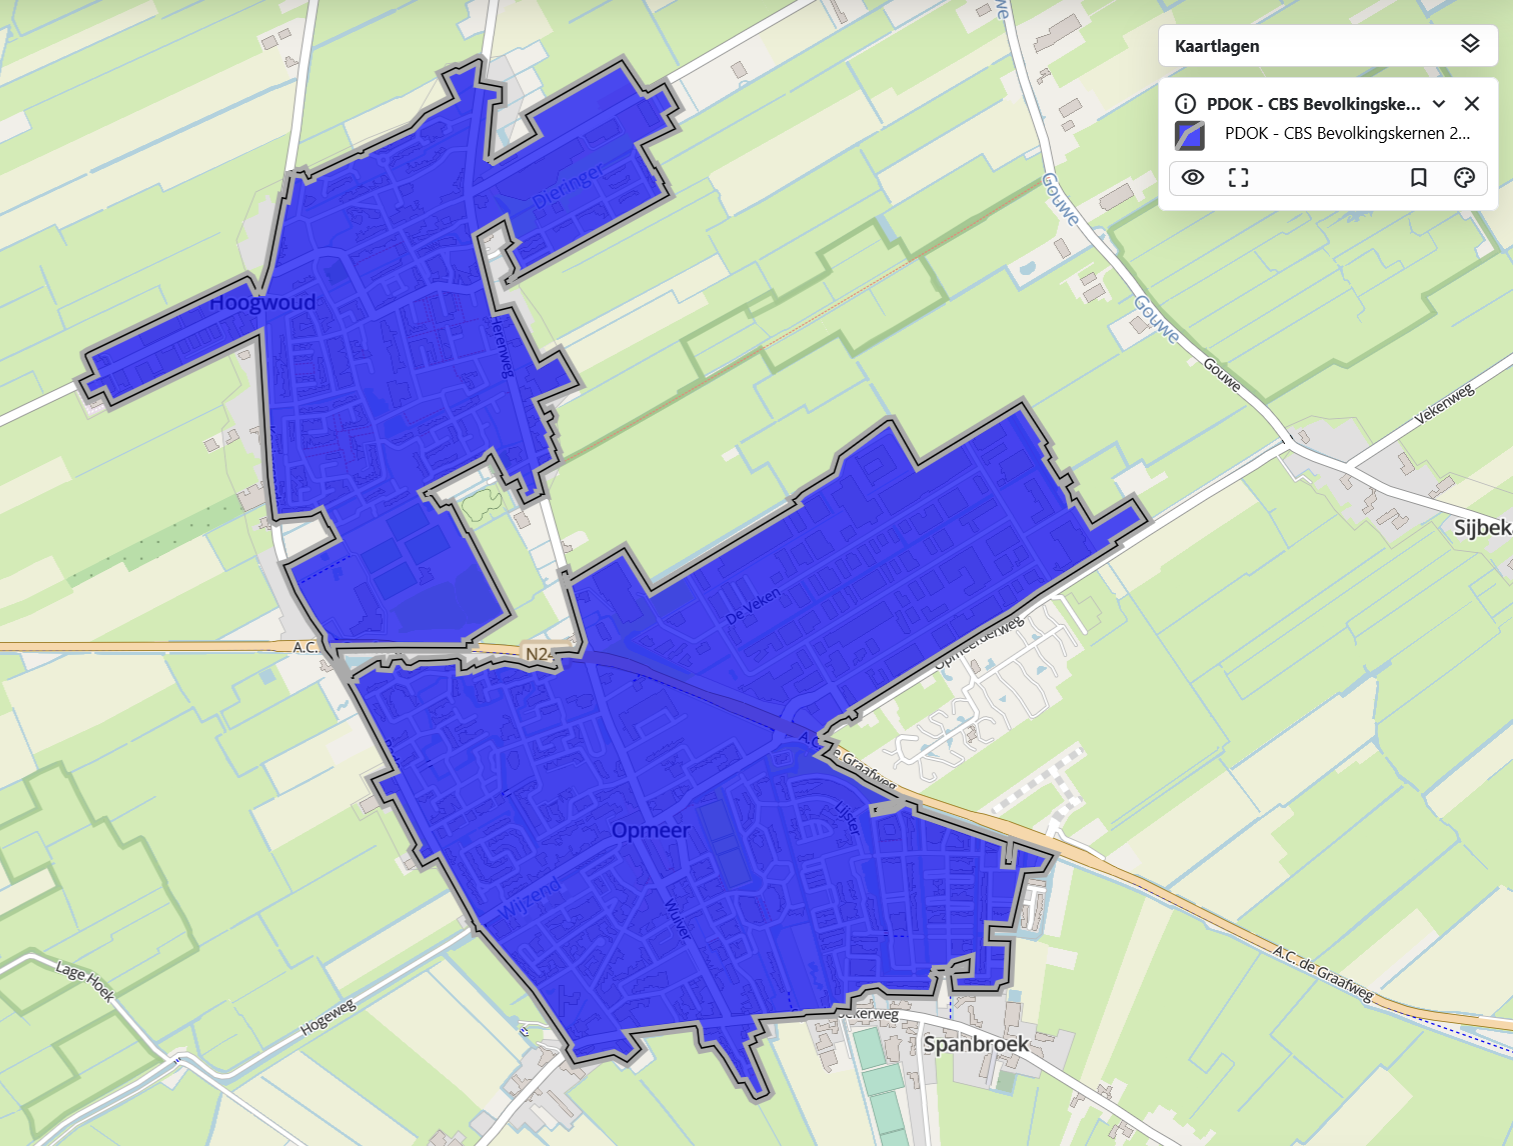 Kaartlagen
PDOK - CBS Bevolkingske...
PDOK - CBS Bevolkingskernen 2...
Gouwe
Gouwe
Gouwe
Vekenweg
Sijbek
Dieringer
Hoogwoud
Herenweg
De Veken
Opmeerderweg
A.C.
N24
A.C. de Graafweg
Lijster
Opmeer
Wijzend
Wuiver
A.C. de Graafweg
Lage Hoek
Hogeweg
Spanbroek